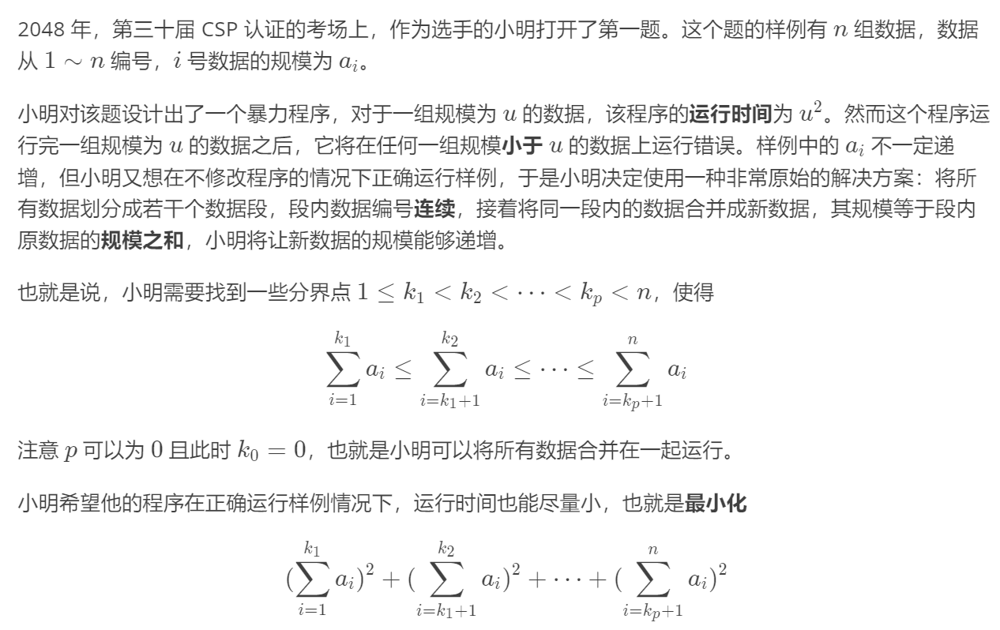 2048 年，第三十届 CSP 认证的考场上，作为选手的小明打开了第一题。这个题的样例有 $n$ 组数据，数据
从 $1 \sim n$ 编号，$i$ 号数据的规模为 $a_i$。
小明对该题设计出了一个暴力程序，对于一组规模为 $u$ 的数据，该程序的运行时间为 $u^2$。然而这个程序运
行完一组规模为 $u$ 的数据之后，它将在任何一组规模小于 $u$ 的数据上运行错误。样例中的 $a_i$ 不一定递
增，但小明又想在不修改程序的情况下正确运行样例，于是小明决定使用一种非常原始的解决方案：将所
有数据划分成若干个数据段，段内数据编号连续，接着将同一段内的数据合并成新数据，其规模等于段内
原数据的规模之和，小明将让新数据的规模能够递增。
也就是说，小明需要找到一些分界点 $1 \le k_1 < k_2 < \cdots < k_p < n$，使得
$\sum_{i=1}^{k_1} a_i \le \sum_{i=k_1+1}^{k_2} a_i \le \cdots \le \sum_{i=k_p+1}^{n} a_i$
注意 $p$ 可以为 $0$ 且此时 $k_0 = 0$，也就是小明可以将所有数据合并在一起运行。
小明希望他的程序在正确运行样例情况下，运行时间也能尽量小，也就是最小化
$(\sum_{i=1}^{k_1} a_i)^2 + (\sum_{i=k_1+1}^{k_2} a_i)^2 + \cdots + (\sum_{i=k_p+1}^{n} a_i)^2$